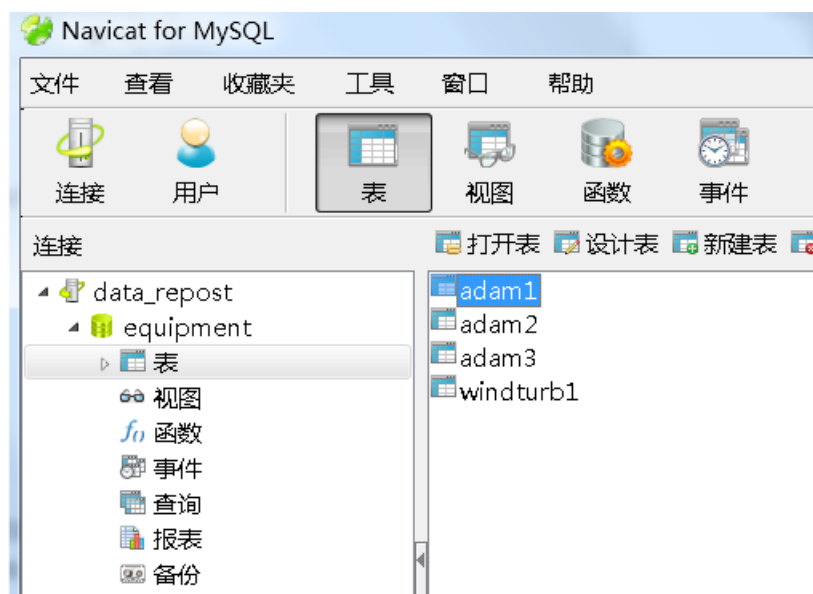 Navicat for MySQL
文件 查看 收藏夹 工具 窗口 帮助
连接 用户 表 视图 函数 事件
连接 打开表 设计表 新建表
data_repost
equipment
表
视图
函数
事件
查询
报表
备份
adam1
adam2
adam3
windturb1